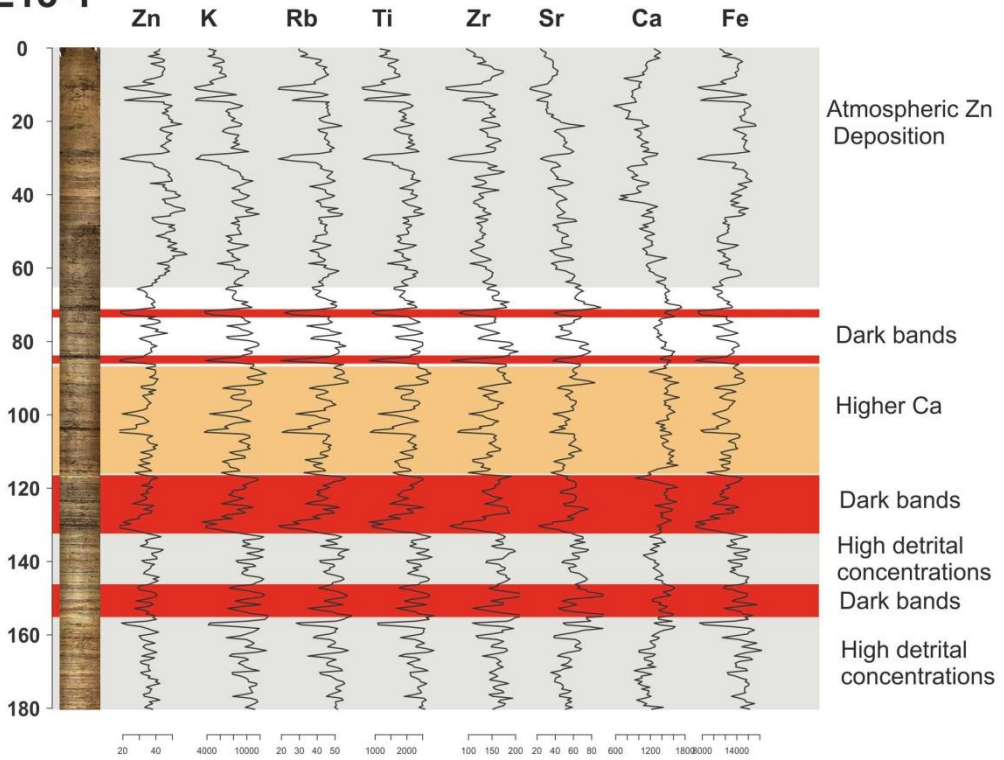 Zn K Rb Ti Zr Sr Ca Fe
0
20
40
60
80
100
120
140
160
180
Atmospheric Zn
Deposition
Dark bands
Higher Ca
Dark bands
High detrital
concentrations
Dark bands
High detrital
concentrations
20 40 4000 10000 20 30 40 50 1000 2000 100 150 200 20 40 60 80 600 1200 1800 8000 14000